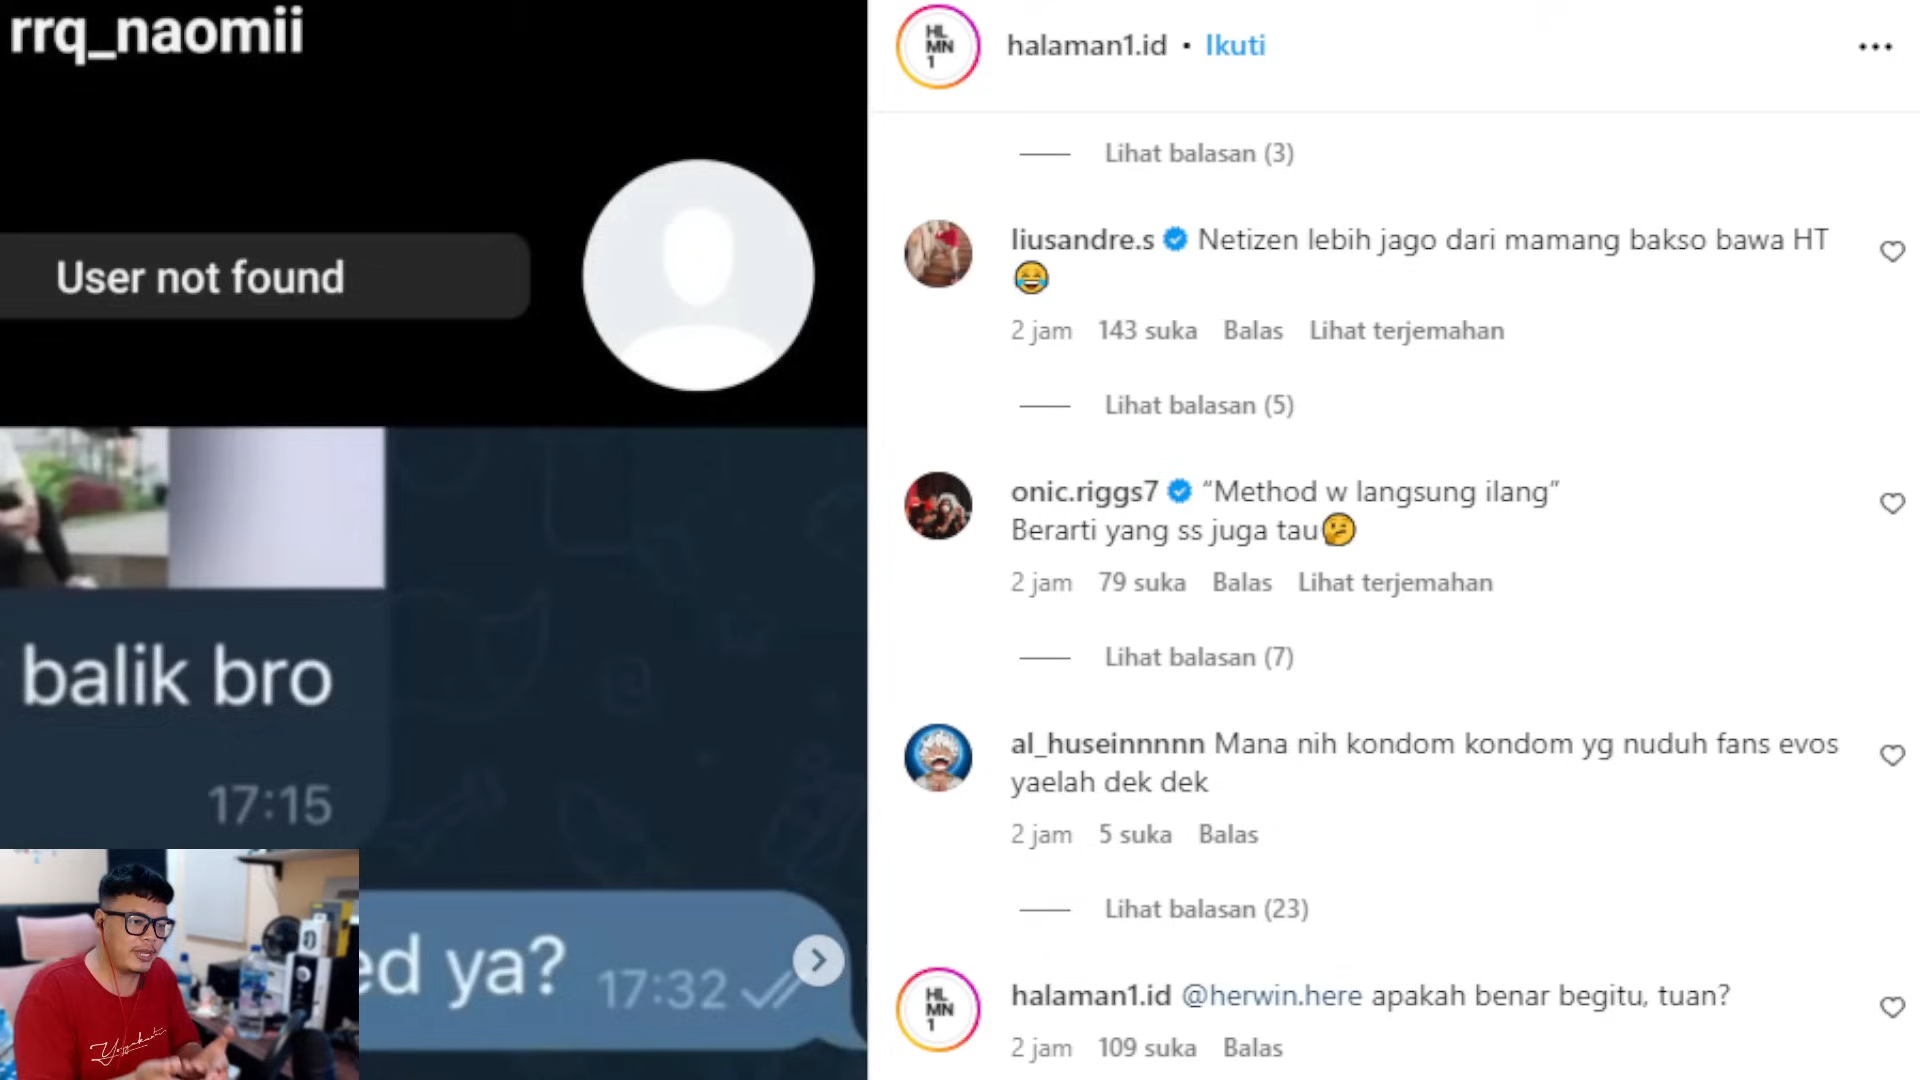 rrq_naomii
User not found
balik bro
17:15
ed ya? 17:32
HL
MN
1
halaman1.id • Ikuti
Lihat balasan (3)
liusandre.s Netizen lebih jago dari mamang bakso bawa HT
😂
2 jam 143 suka Balas Lihat terjemahan
Lihat balasan (5)
onic.riggs7 “Method w langsung ilang”
Berarti yang ss juga tau🤔
2 jam 79 suka Balas Lihat terjemahan
Lihat balasan (7)
al_huseinnnnn Mana nih kondom kondom yg nuduh fans evos
yaelah dek dek
2 jam 5 suka Balas
Lihat balasan (23)
HL
MN
1
halaman1.id @herwin.here apakah benar begitu, tuan?
2 jam 109 suka Balas